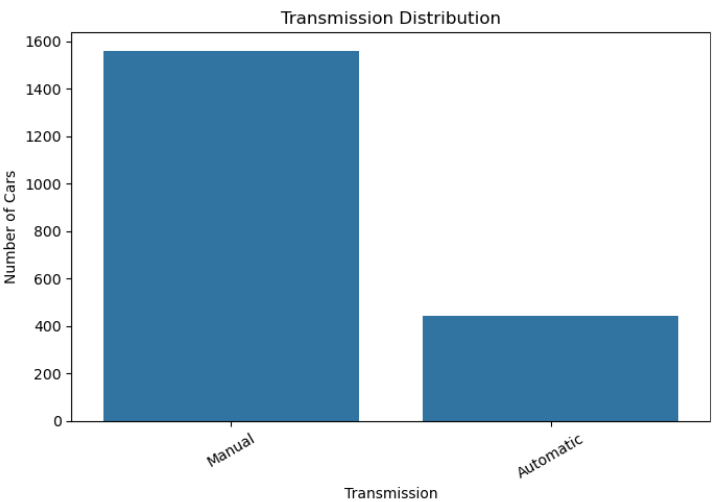 Transmission Distribution
Number of Cars
1600
1400
1200
1000
800
600
400
200
0
Manual
Automatic
Transmission